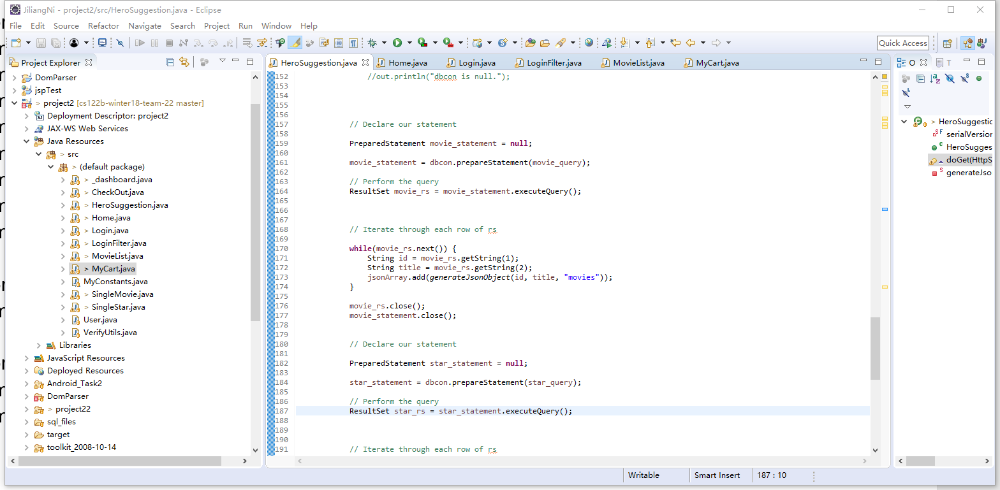 JiliangNi - project2/src/HeroSuggestion.java - Eclipse
File Edit Source Refactor Navigate Search Project Run Window Help
Quick Access
Project Explorer
DomParser
jspTest
> project2 [cs122b-winter18-team-22 master]
Deployment Descriptor: project2
JAX-WS Web Services
Java Resources
> src
> (default package)
> _dashboard.java
> CheckOut.java
> HeroSuggestion.java
> Home.java
> Login.java
> LoginFilter.java
> MovieList.java
> MyCart.java
MyConstants.java
> SingleMovie.java
> SingleStar.java
User.java
VerifyUtils.java
Libraries
JavaScript Resources
Deployed Resources
Android_Task2
DomParser
> project22
sql_files
target
toolkit_2008-10-14
HeroSuggestion.java Home.java Login.java LoginFilter.java MovieList.java MyCart.java
152 //out.println("dbcon is null.");
153
154
155
156
157 // Declare our statement
158
159 PreparedStatement movie_statement = null;
160
161 movie_statement = dbcon.prepareStatement(movie_query);
162
163 // Perform the query
164 ResultSet movie_rs = movie_statement.executeQuery();
165
166
167
168 // Iterate through each row of rs
169
170 while(movie_rs.next()) {
171 String id = movie_rs.getString(1);
172 String title = movie_rs.getString(2);
173 jsonArray.add(generateJsonObject(id, title, "movies"));
174 }
175
176 movie_rs.close();
177 movie_statement.close();
178
179
180 // Declare our statement
181
182 PreparedStatement star_statement = null;
183
184 star_statement = dbcon.prepareStatement(star_query);
185
186 // Perform the query
187 ResultSet star_rs = star_statement.executeQuery();
188
189
190
191 // Iterate through each row of rs
O T
> HeroSuggestic
serialVersior
HeroSugges
doGet(HttpS
generateJso
Writable Smart Insert 187 : 10